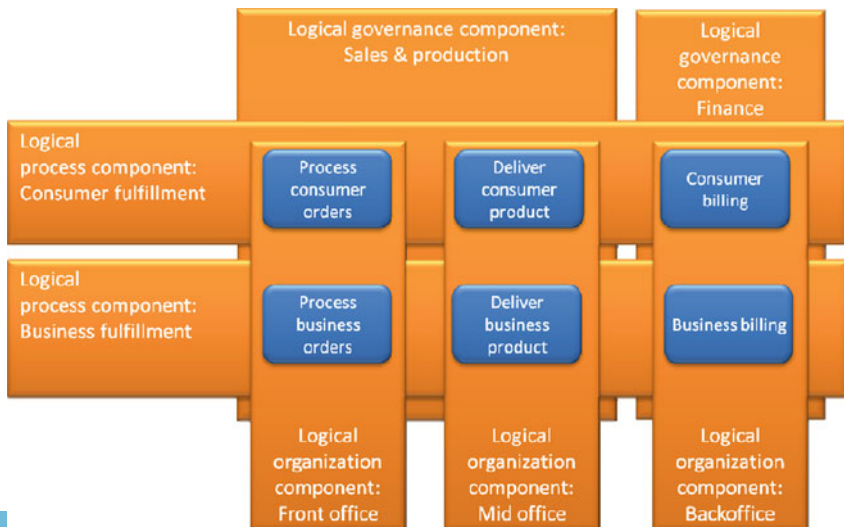 Logical governance component:
Sales & production
Logical
governance
component:
Finance
Logical
process component:
Consumer fulfillment
Process
consumer
orders
Deliver
consumer
product
Consumer
billing
Logical
process component:
Business fulfillment
Process
business
orders
Deliver
business
product
Business billing
Logical
organization
component:
Front office
Logical
organization
component:
Mid office
Logical
organization
component:
Backoffice